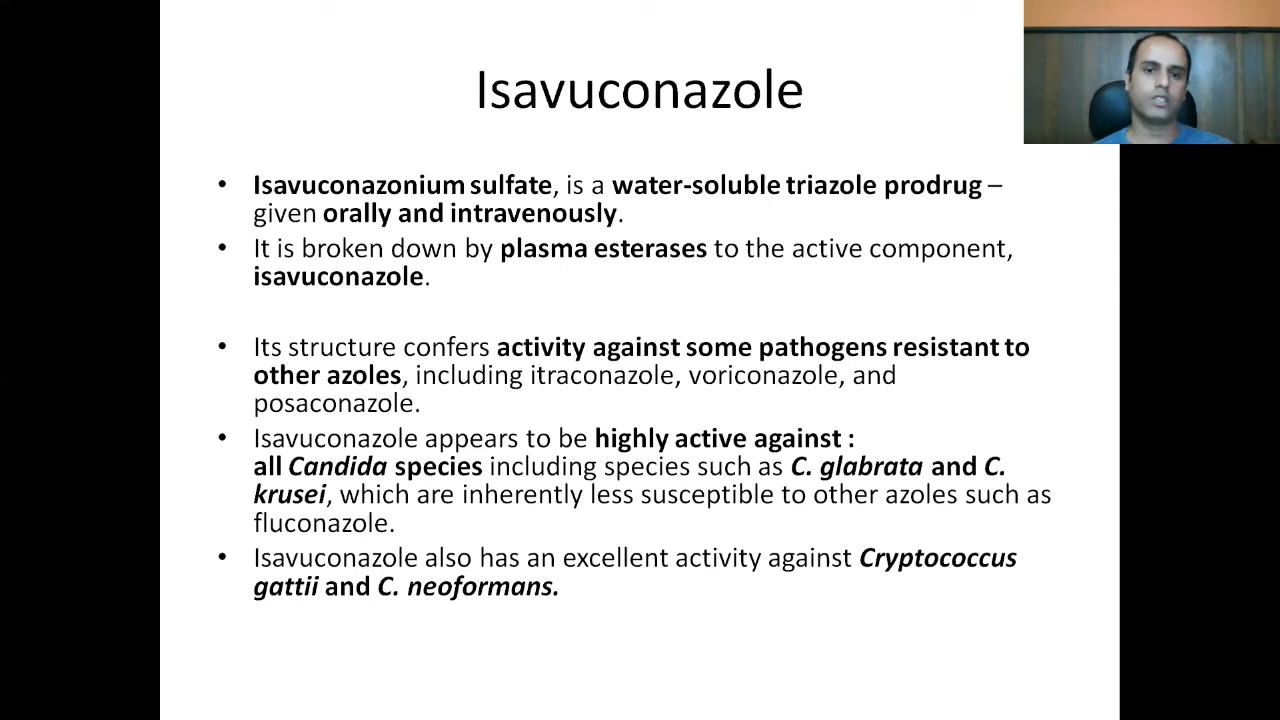 Isavuconazole
• Isavuconazonium sulfate, is a water-soluble triazole prodrug –
given orally and intravenously.
• It is broken down by plasma esterases to the active component,
isavuconazole.
• Its structure confers activity against some pathogens resistant to
other azoles, including itraconazole, voriconazole, and
posaconazole.
• Isavuconazole appears to be highly active against :
all Candida species including species such as C. glabrata and C.
krusei, which are inherently less susceptible to other azoles such as
fluconazole.
• Isavuconazole also has an excellent activity against Cryptococcus
gattii and C. neoformans.